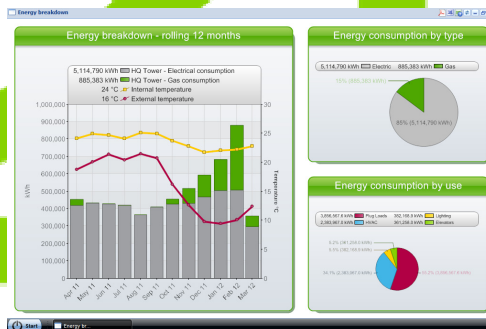 Energy breakdown
Energy breakdown - rolling 12 months
5,114,790 kWh HQ Tower - Electrical consumption
885,383 kWh HQ Tower - Gas consumption
24 °C Internal temperature
16 °C External temperature
1,000,000
900,000
800,000
700,000
600,000
500,000
400,000
300,000
200,000
100,000
0
kWh
30
25
20
15
10
5
0
Temperature °C
Apr 11
May 11
Jun 11
Jul 11
Aug 11
Sep 11
Oct 11
Nov 11
Dec 11
Jan 12
Feb 12
Mar 12
Energy consumption by type
5,114,790 kWh Electric 885,383 kWh Gas
85% (5,114,790 kWh)
Energy consumption by use
Plug Loads Lighting
HVAC Elevators
Start
Energy br...